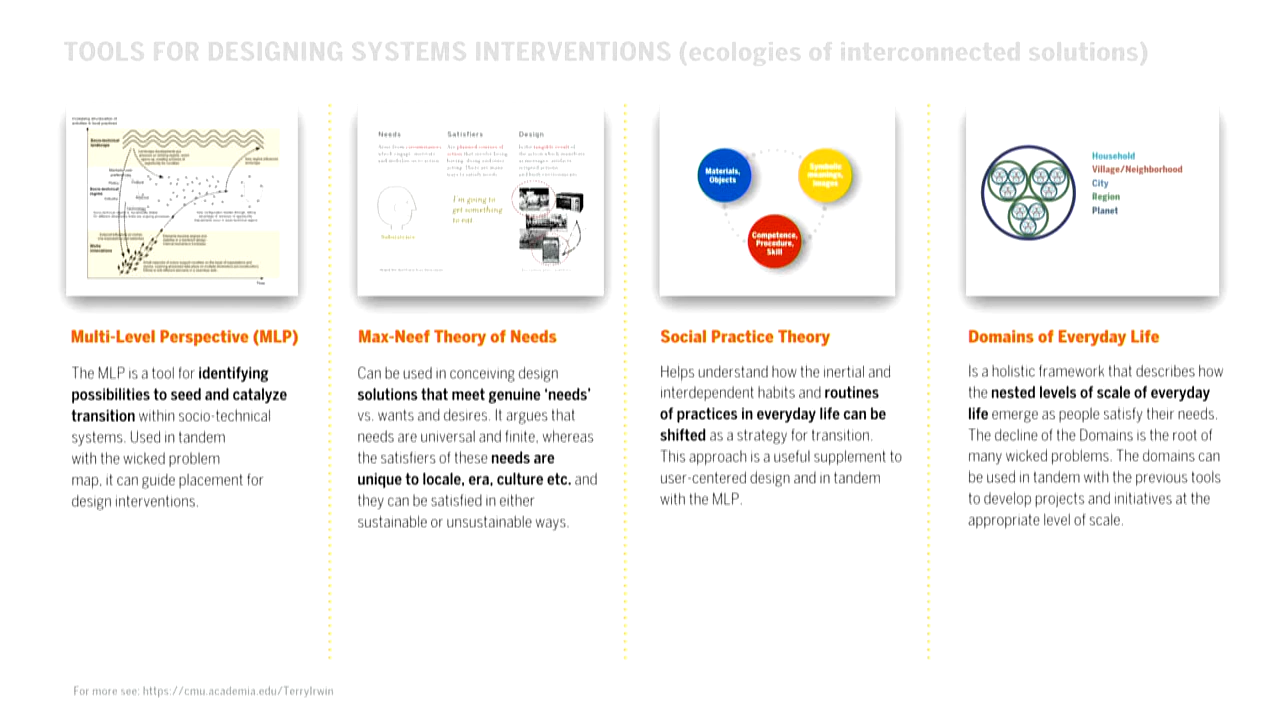 TOOLS FOR DESIGNING SYSTEMS INTERVENTIONS (ecologies of interconnected solutions)
Needs
Satisfiers
Design
I'm going to
get something
to eat
Subsistence
Materials,
Objects
Symbolic
meanings,
images
Competence,
Procedure,
Skill
Household
Village/Neighborhood
City
Region
Planet
Multi-Level Perspective (MLP)
The MLP is a tool for identifying
possibilities to seed and catalyze
transition within socio-technical
systems. Used in tandem
with the wicked problem
map, it can guide placement for
design interventions.
Max-Neef Theory of Needs
Can be used in conceiving design
solutions that meet genuine 'needs'
vs. wants and desires. It argues that
needs are universal and finite, whereas
the satisfiers of these needs are
unique to locale, era, culture etc. and
they can be satisfied in either
sustainable or unsustainable ways.
Social Practice Theory
Helps understand how the inertial and
interdependent habits and routines
of practices in everyday life can be
shifted as a strategy for transition.
This approach is a useful supplement to
user-centered design and in tandem
with the MLP.
Domains of Everyday Life
Is a holistic framework that describes how
the nested levels of scale of everyday
life emerge as people satisfy their needs.
The decline of the Domains is the root of
many wicked problems. The domains can
be used in tandem with the previous tools
to develop projects and initiatives at the
appropriate level of scale.
For more see: https://cmu.academia.edu/TerryIrwin